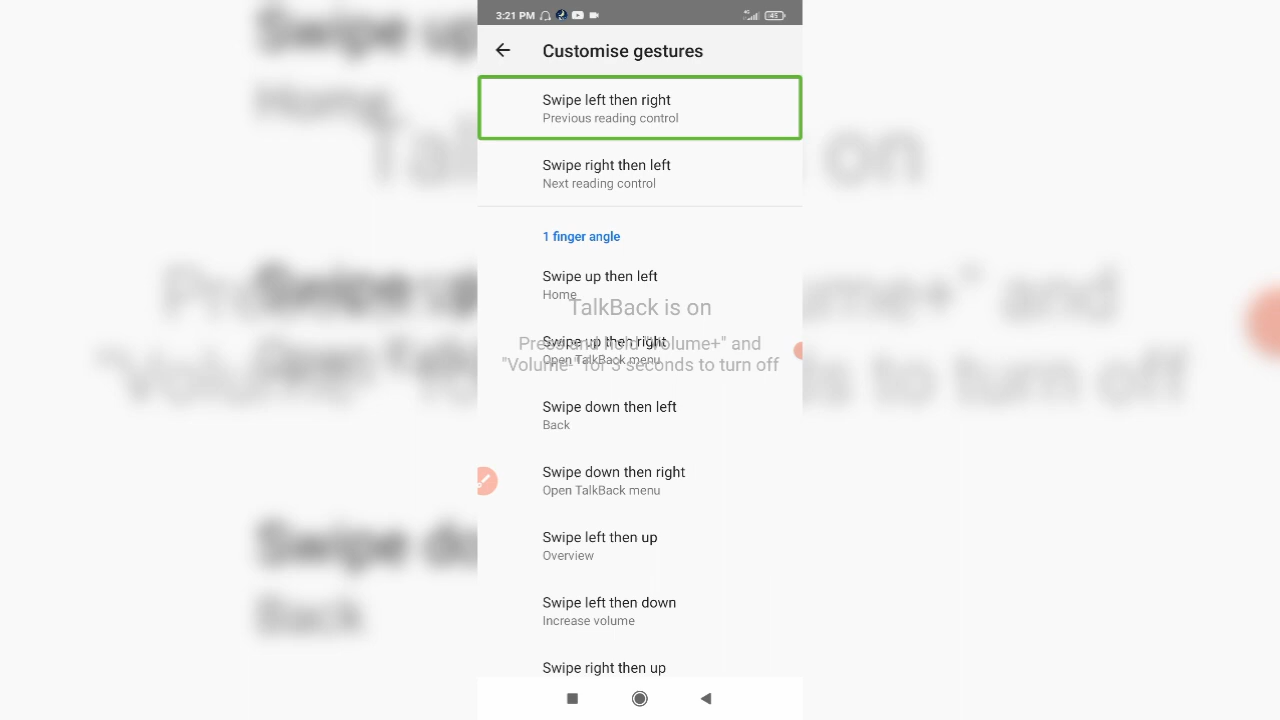 3:21 PM
4G
45
Customise gestures
Swipe left then right
Previous reading control
Swipe right then left
Next reading control
1 finger angle
Swipe up then left
Home
TalkBack is on
Swipe up then right
Press and hold "Volume+" and
Open TalkBack menu
"Volume-" for 3 seconds to turn off
Swipe down then left
Back
Swipe down then right
Open TalkBack menu
Swipe left then up
Overview
Swipe left then down
Increase volume
Swipe right then up